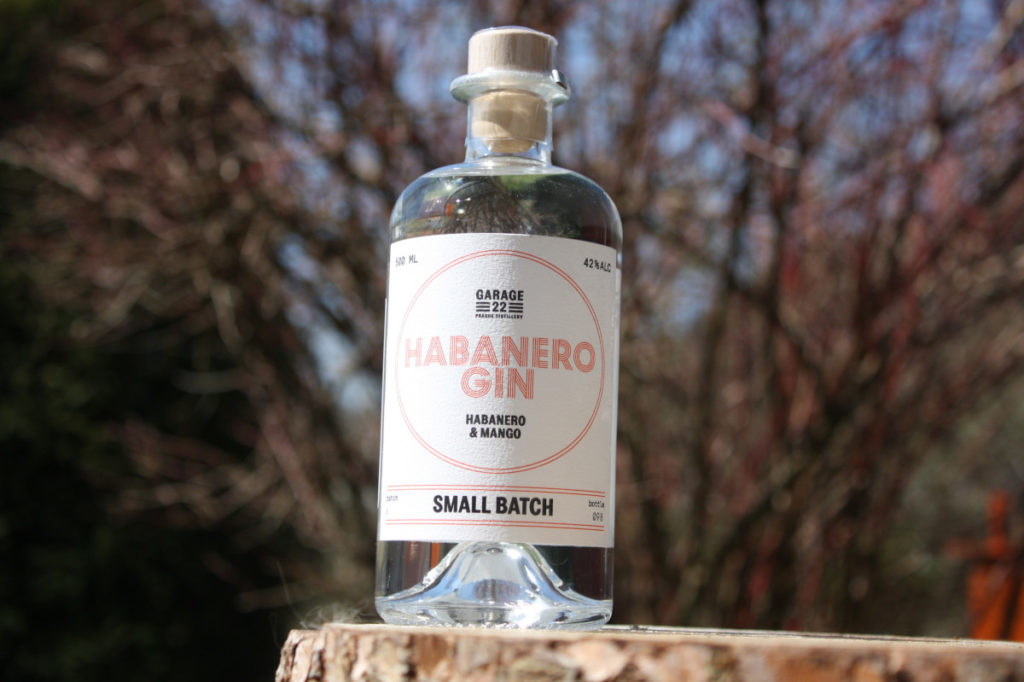 500 ML
42%ALC
GARAGE
22
PRAGUE DISTILLERY
HABANERO
GIN
HABANERO
& MANGO
batch
SMALL BATCH
bottle